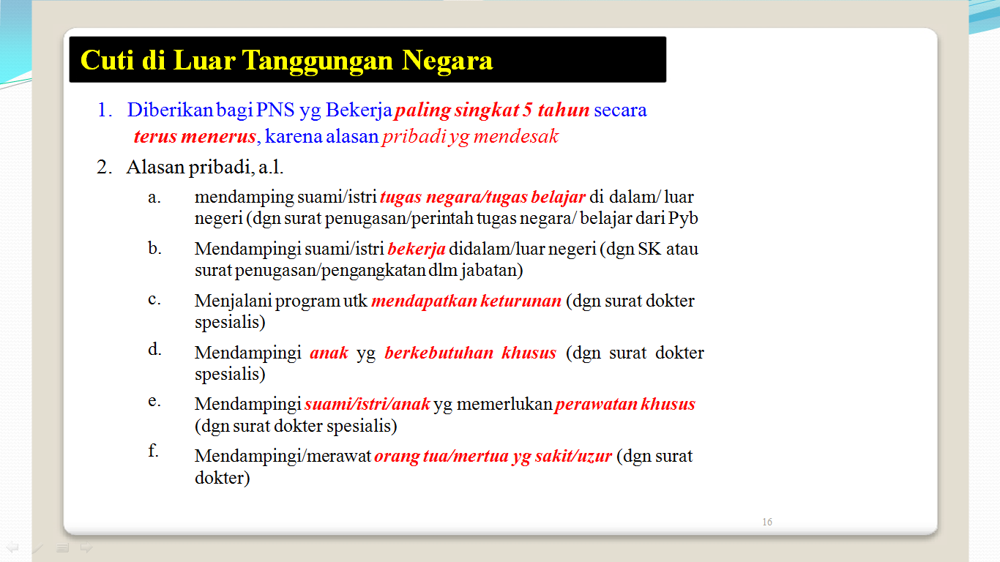 Cuti di Luar Tanggungan Negara
1. Diberikan bagi PNS yg Bekerja paling singkat 5 tahun secara
terus menerus, karena alasan pribadi yg mendesak
2. Alasan pribadi, a.l.
a. mendamping suami/istri tugas negara/tugas belajar di dalam/ luar
negeri (dgn surat penugasan/perintah tugas negara/ belajar dari Pyb
b. Mendampingi suami/istri bekerja didalam/luar negeri (dgn SK atau
surat penugasan/pengangkatan dlm jabatan)
c. Menjalani program utk mendapatkan keturunan (dgn surat dokter
spesialis)
d. Mendampingi anak yg berkebutuhan khusus (dgn surat dokter
spesialis)
e. Mendampingi suami/istri/anak yg memerlukan perawatan khusus
(dgn surat dokter spesialis)
f. Mendampingi/merawat orang tua/mertua yg sakit/uzur (dgn surat
dokter)
16